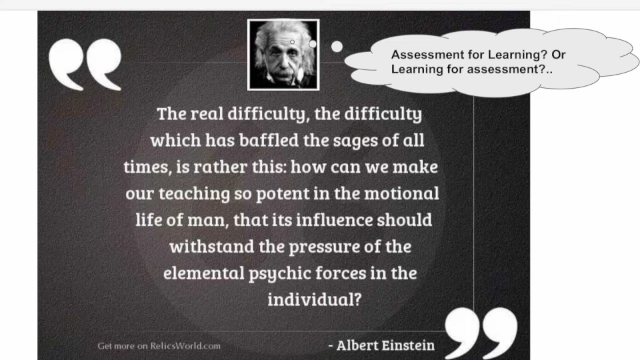 Assessment for Learning? Or
Learning for assessment?..
The real difficulty, the difficulty
which has baffled the sages of all
times, is rather this: how can we make
our teaching so potent in the motional
life of man, that its influence should
withstand the pressure of the
elemental psychic forces in the
individual?
Get more on RelicsWorld.com
- Albert Einstein